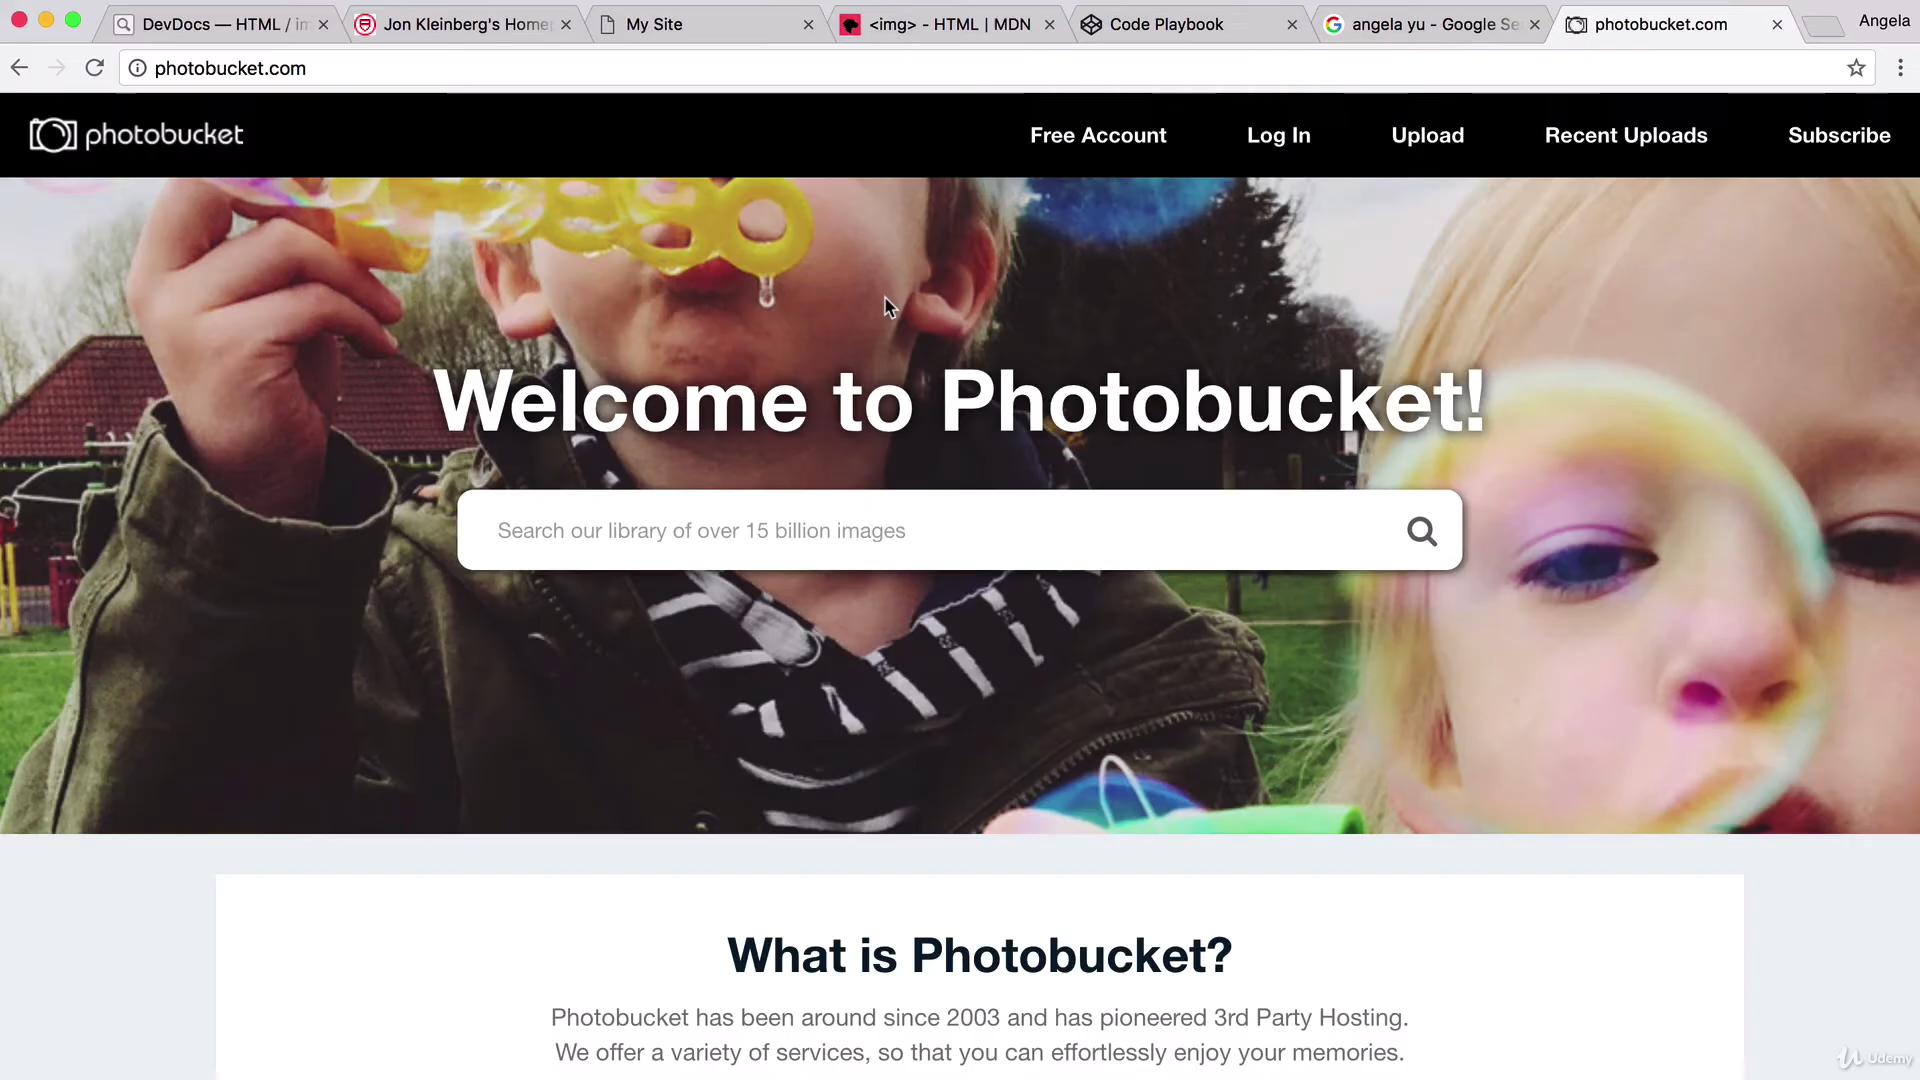 DevDocs — HTML / im
Jon Kleinberg's Homep
My Site
<img> - HTML | MDN
Code Playbook
angela yu - Google Se
photobucket.com
Angela
photobucket.com
photobucket
Free Account
Log In
Upload
Recent Uploads
Subscribe
Welcome to Photobucket!
Search our library of over 15 billion images
What is Photobucket?
Photobucket has been around since 2003 and has pioneered 3rd Party Hosting.
We offer a variety of services, so that you can effortlessly enjoy your memories.
Udemy